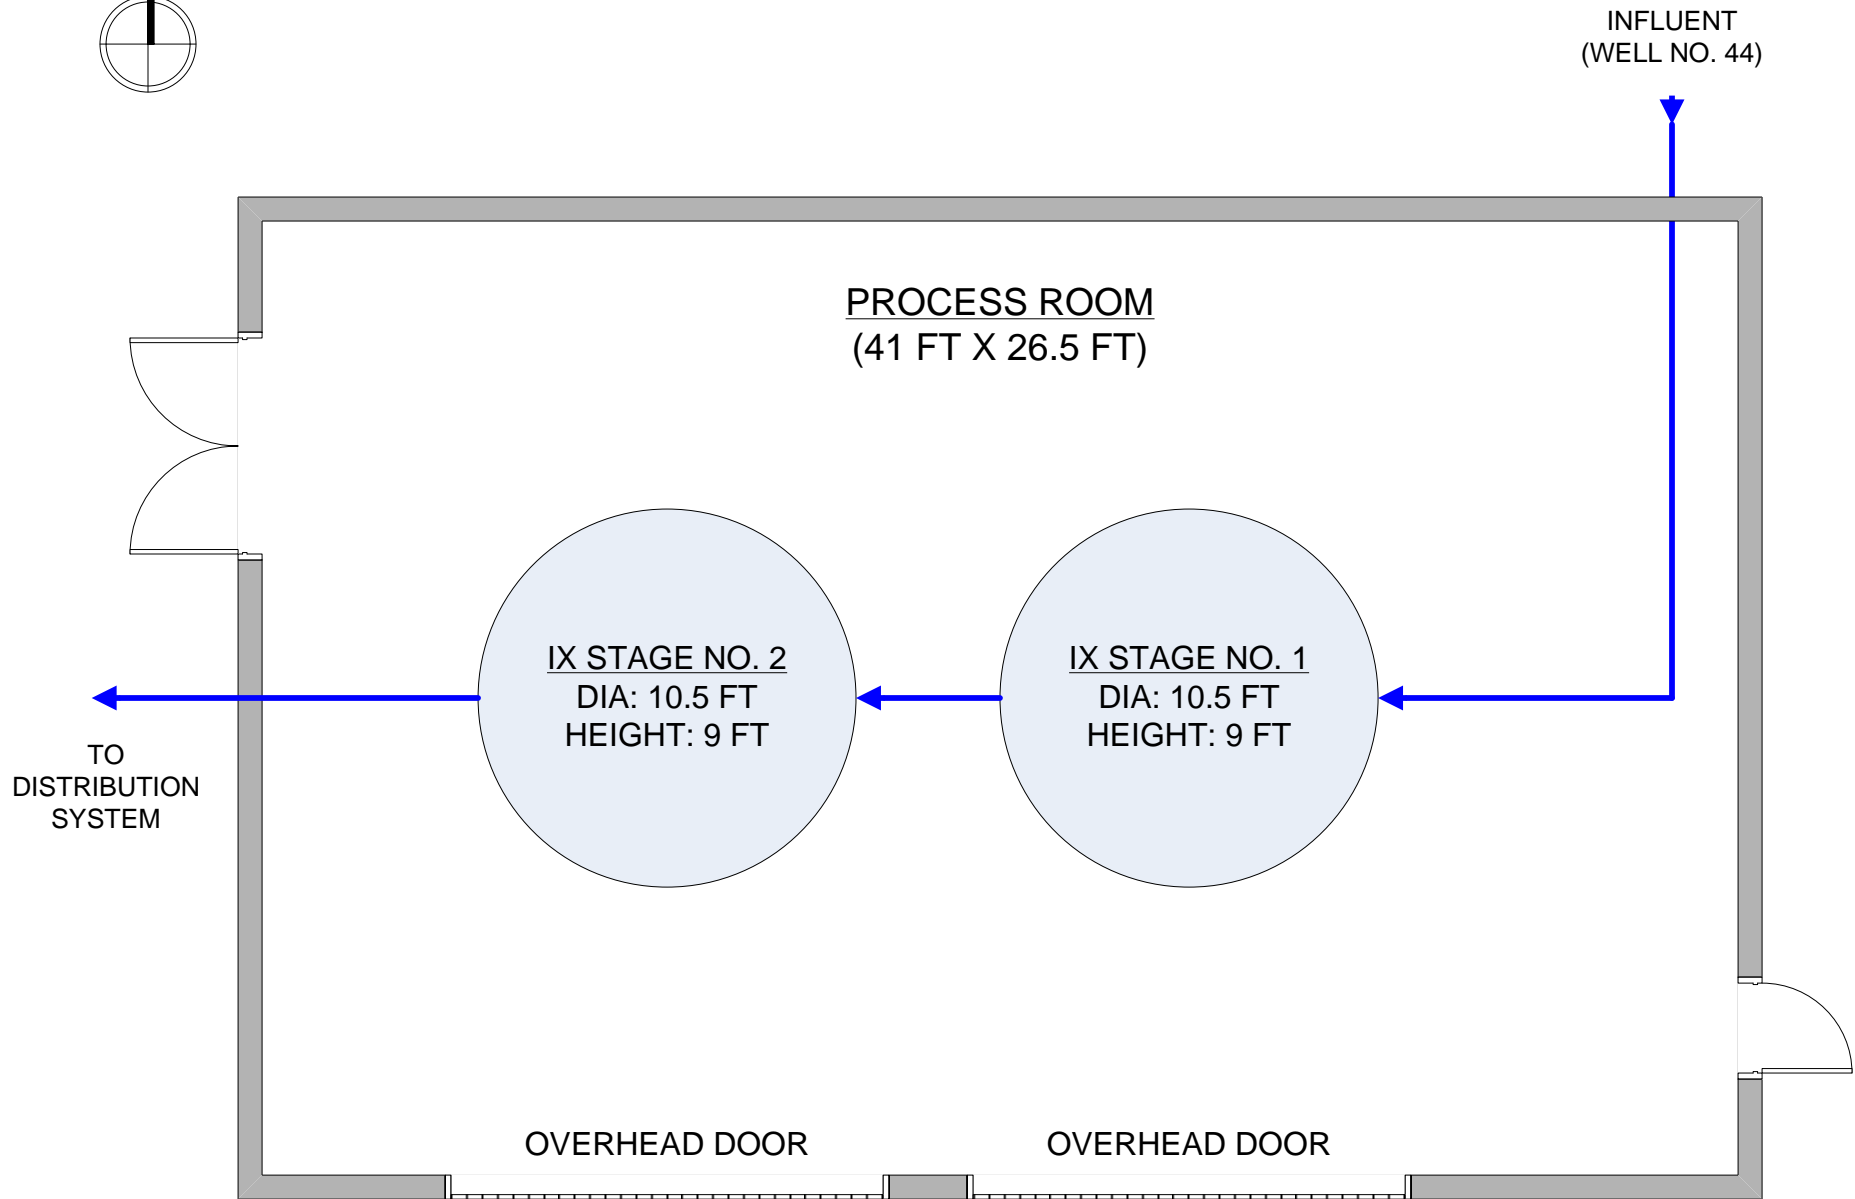 INFLUENT
(WELL NO. 44)
PROCESS ROOM
(41 FT X 26.5 FT)
IX STAGE NO. 2
DIA: 10.5 FT
HEIGHT: 9 FT
IX STAGE NO. 1
DIA: 10.5 FT
HEIGHT: 9 FT
TO
DISTRIBUTION
SYSTEM
OVERHEAD DOOR
OVERHEAD DOOR